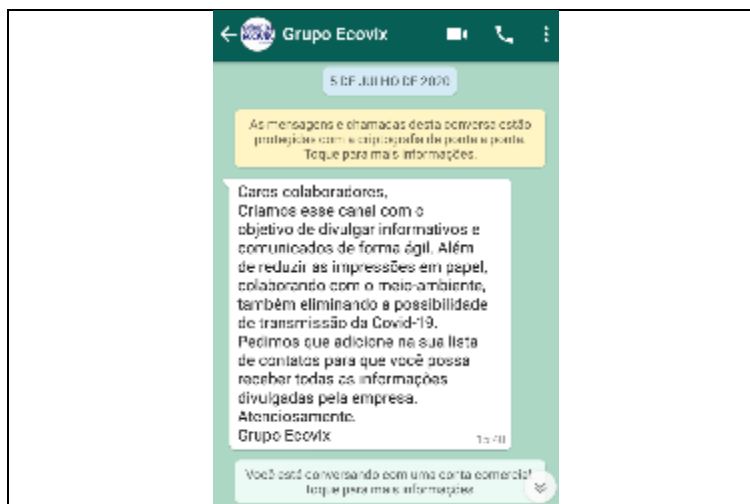 Grupo Ecovix
5 DE JULHO DE 2020
As mensagens e chamadas desta conversa estão
protegidas com a criptografia de ponta a ponta.
Toque para mais informações.
Caros colaboradores,
Criamos esse canal com o
objetivo de divulgar informativos e
comunicados de forma ágil. Além
de reduzir as impressões em papel,
colaborando com o meio-ambiente,
também eliminando a possibilidade
de transmissão da Covid-19.
Pedimos que adicione na sua lista
de contatos para que você possa
receber todas as informações
divulgadas pela empresa.
Atenciosamente.
Grupo Ecovix
Você está conversando com uma conta comercial
toque para mais informações